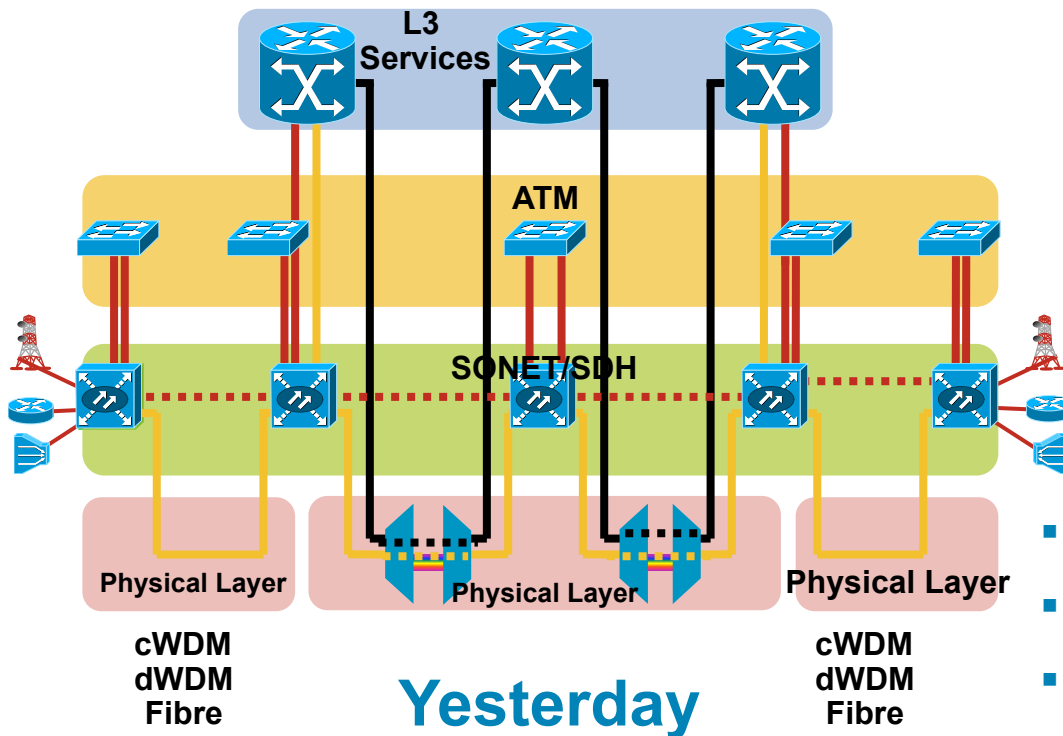 L3
Services
ATM
SONET/SDH
Physical Layer
Physical Layer
Physical Layer
cWDM
dWDM
Fibre
cWDM
dWDM
Fibre
Yesterday